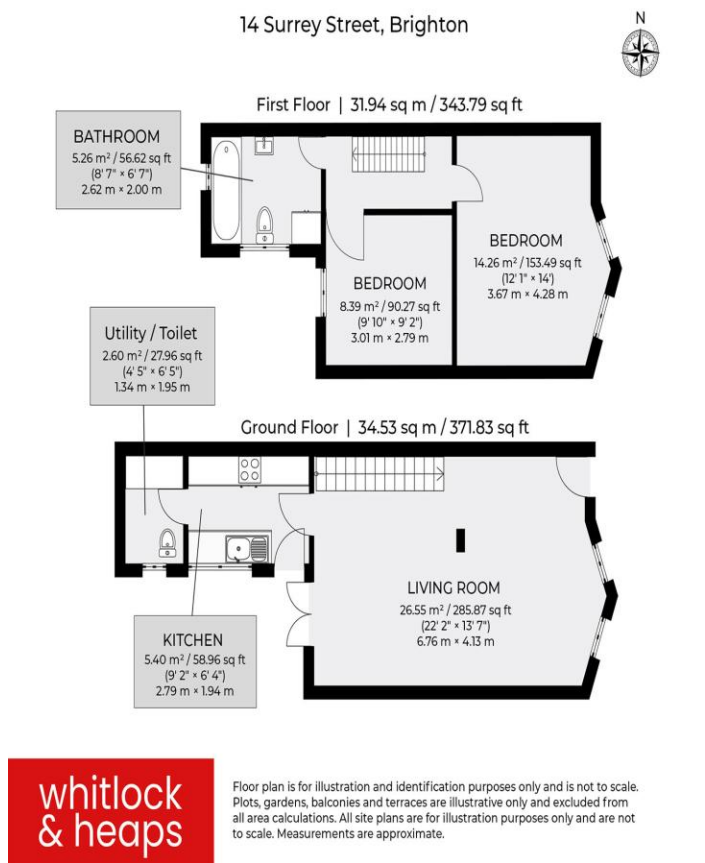 14 Surrey Street, Brighton
N
First Floor | 31.94 sq m / 343.79 sq ft
BATHROOM
5.26 m² / 56.62 sq ft
(8' 7" × 6' 7")
2.62 m × 2.00 m
BEDROOM
14.26 m² / 153.49 sq ft
(12' 1" × 14')
3.67 m × 4.28 m
BEDROOM
8.39 m² / 90.27 sq ft
(9' 10" × 9' 2")
3.01 m × 2.79 m
Utility / Toilet
2.60 m² / 27.96 sq ft
(4' 5" × 6' 5")
1.34 m × 1.95 m
Ground Floor | 34.53 sq m / 371.83 sq ft
LIVING ROOM
26.55 m² / 285.87 sq ft
(22' 2" × 13' 7")
6.76 m × 4.13 m
KITCHEN
5.40 m² / 58.96 sq ft
(9' 2" × 6' 4")
2.79 m × 1.94 m
whitlock
& heaps
Floor plan is for illustration and identification purposes only and is not to scale.
Plots, gardens, balconies and terraces are illustrative only and excluded from
all area calculations. All site plans are for illustration purposes only and are not
to scale. Measurements are approximate.